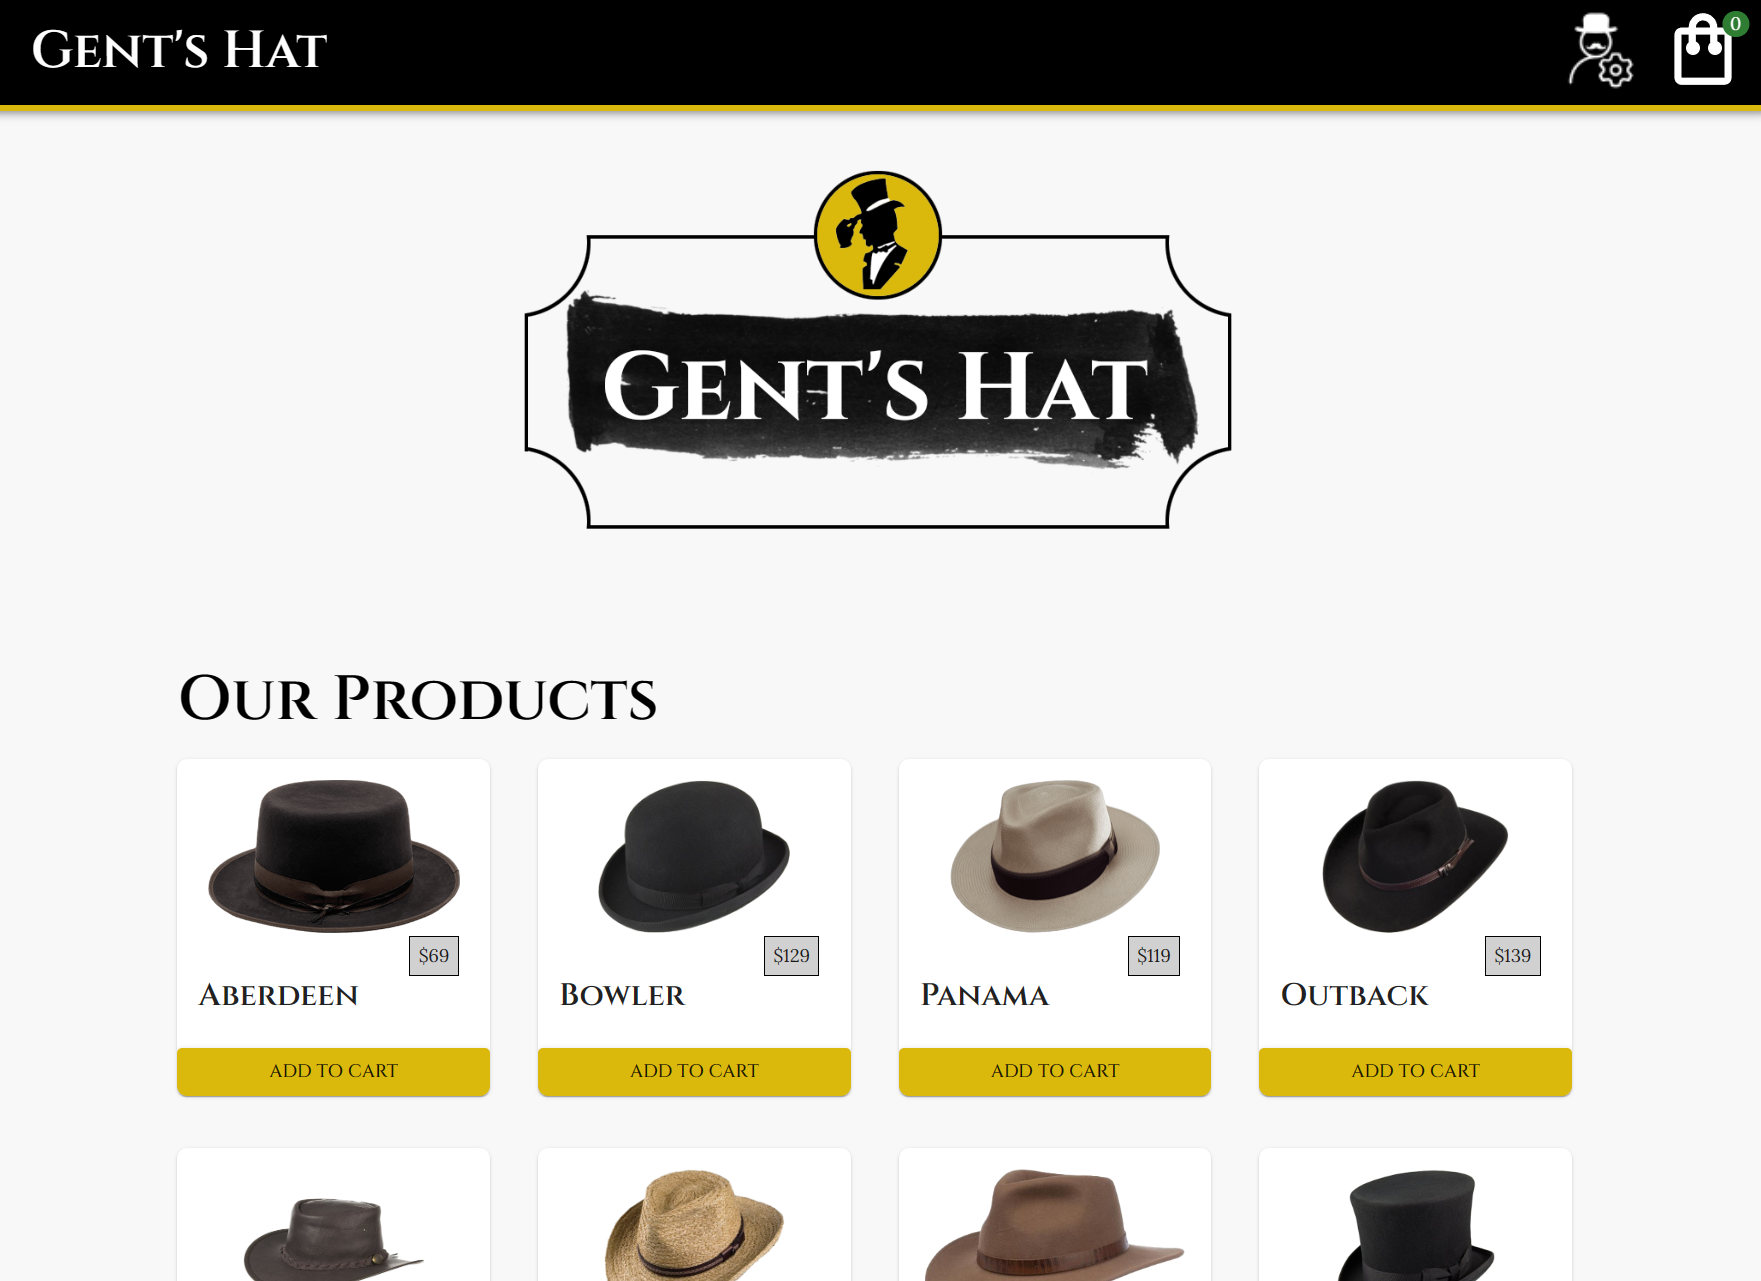 Gent's Hat
0
Gent's Hat
Our Products
$69
Aberdeen
ADD TO CART
$129
Bowler
ADD TO CART
$119
Panama
ADD TO CART
$139
Outback
ADD TO CART